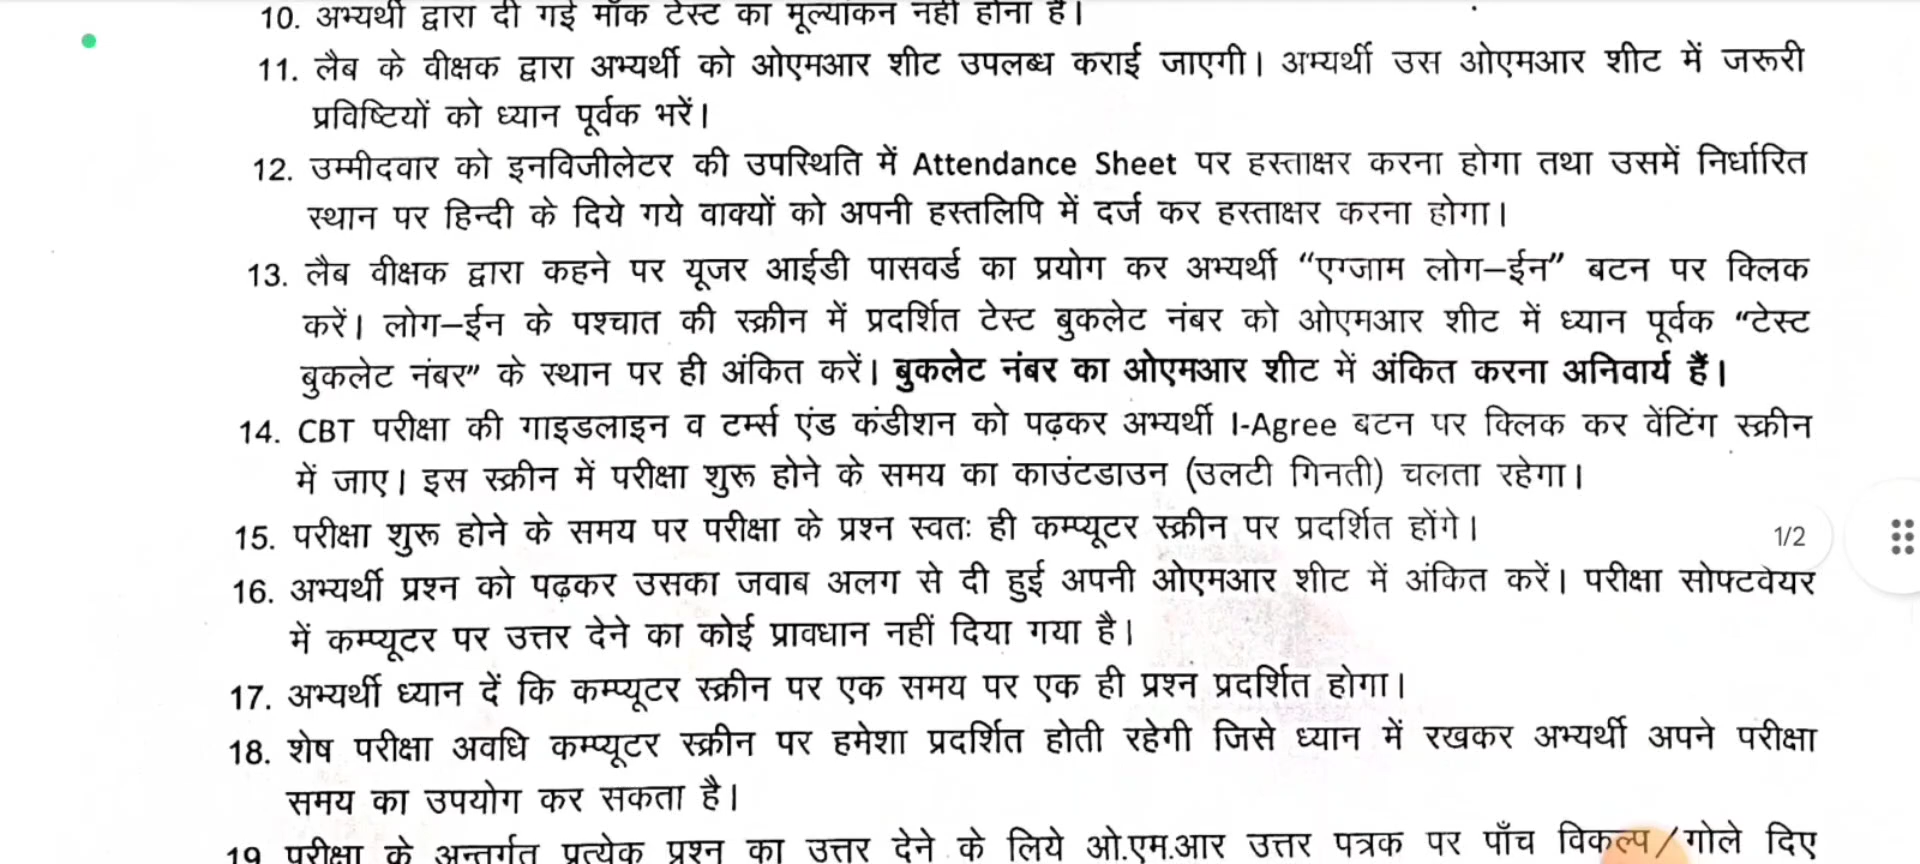 10. अभ्यर्थी द्वारा दी गई मॉक टेस्ट का मूल्यांकन नहीं होना है।
11. लैब के वीक्षक द्वारा अभ्यर्थी को ओएमआर शीट उपलब्ध कराई जाएगी। अभ्यर्थी उस ओएमआर शीट में जरूरी
प्रविष्टियों को ध्यान पूर्वक भरें।
12. उम्मीदवार को इनविजीलेटर की उपस्थिति में Attendance Sheet पर हस्ताक्षर करना होगा तथा उसमें निर्धारित
स्थान पर हिन्दी के दिये गये वाक्यों को अपनी हस्तलिपि में दर्ज कर हस्ताक्षर करना होगा।
13. लैब वीक्षक द्वारा कहने पर यूजर आईडी पासवर्ड का प्रयोग कर अभ्यर्थी “एग्जाम लोग–ईन” बटन पर क्लिक
करें। लोग–ईन के पश्चात की स्क्रीन में प्रदर्शित टेस्ट बुकलेट नंबर को ओएमआर शीट में ध्यान पूर्वक “टेस्ट
बुकलेट नंबर” के स्थान पर ही अंकित करें। बुकलेट नंबर का ओएमआर शीट में अंकित करना अनिवार्य हैं।
14. CBT परीक्षा की गाइडलाइन व टर्म्स एंड कंडीशन को पढ़कर अभ्यर्थी I-Agree बटन पर क्लिक कर वेंटिंग स्क्रीन
में जाए। इस स्क्रीन में परीक्षा शुरू होने के समय का काउंटडाउन (उलटी गिनती) चलता रहेगा।
15. परीक्षा शुरू होने के समय पर परीक्षा के प्रश्न स्वतः ही कम्प्यूटर स्क्रीन पर प्रदर्शित होंगे।
1/2
16. अभ्यर्थी प्रश्न को पढ़कर उसका जवाब अलग से दी हुई अपनी ओएमआर शीट में अंकित करें। परीक्षा सोफ्टवेयर
में कम्प्यूटर पर उत्तर देने का कोई प्रावधान नहीं दिया गया है।
17. अभ्यर्थी ध्यान दें कि कम्प्यूटर स्क्रीन पर एक समय पर एक ही प्रश्न प्रदर्शित होगा।
18. शेष परीक्षा अवधि कम्प्यूटर स्क्रीन पर हमेशा प्रदर्शित होती रहेगी जिसे ध्यान में रखकर अभ्यर्थी अपने परीक्षा
समय का उपयोग कर सकता है।
19 परीक्षा के अन्तर्गत प्रत्येक प्रश्न का उत्तर देने के लिये ओ.एम.आर उत्तर पत्रक पर पाँच विकल्प/गोले दिए